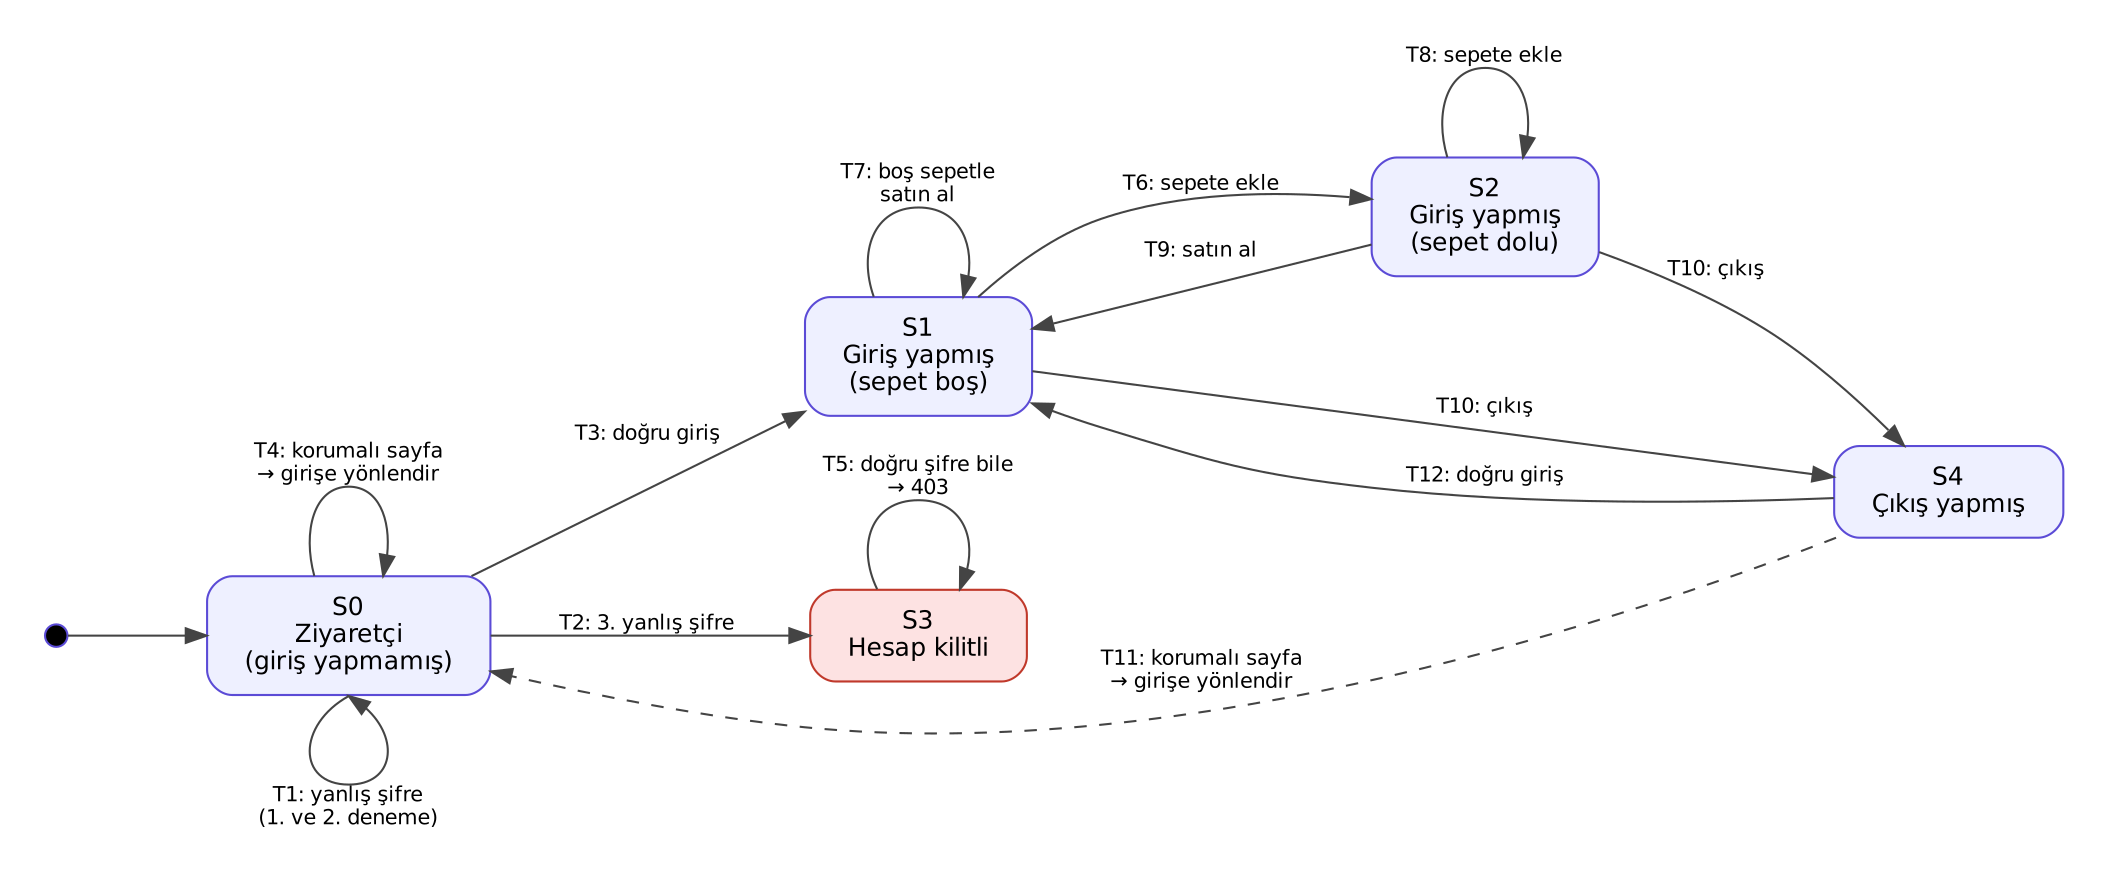 T8: sepete ekle
S2
Giriş yapmış
(sepet dolu)
T7: boş sepetle
satın al
T6: sepete ekle
T9: satın al
T10: çıkış
S1
Giriş yapmış
(sepet boş)
T10: çıkış
T12: doğru giriş
S4
Çıkış yapmış
T3: doğru giriş
T4: korumalı sayfa
→ girişe yönlendir
T5: doğru şifre bile
→ 403
S0
Ziyaretçi
(giriş yapmamış)
T2: 3. yanlış şifre
S3
Hesap kilitli
T11: korumalı sayfa
→ girişe yönlendir
T1: yanlış şifre
(1. ve 2. deneme)